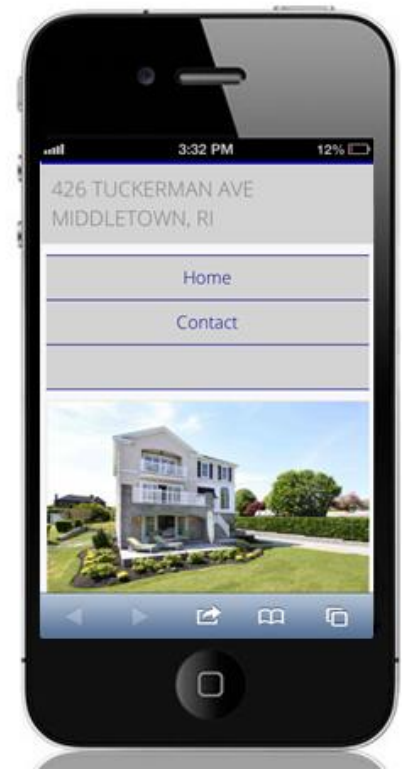 3:32 PM 12%
426 TUCKERMAN AVE
MIDDLETOWN, RI
Home
Contact